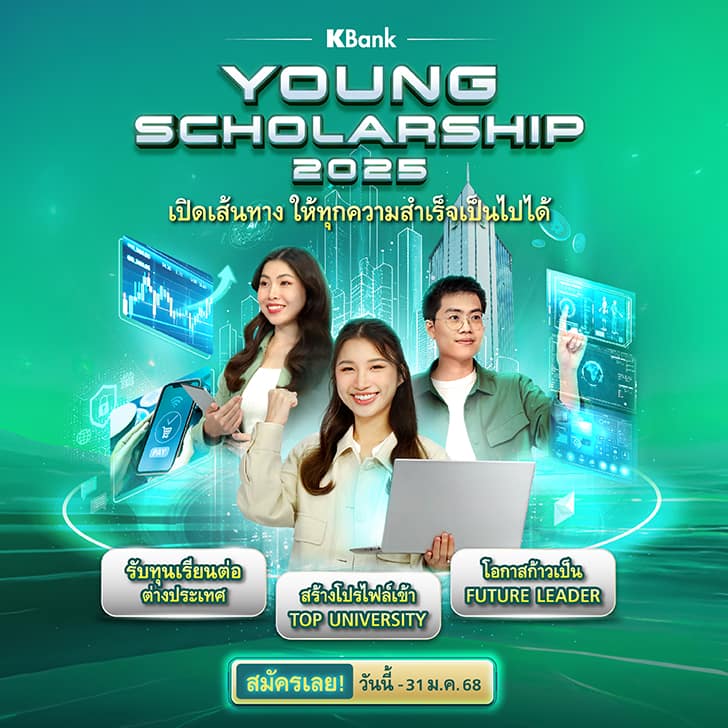 KBank
YOUNG
SCHOLARSHIP
2025
เปิดเส้นทาง ให้ทุกความสำเร็จเป็นไปได้
PAY
รับทุนเรียนต่อ
ต่างประเทศ
สร้างโปรไฟล์เข้า
TOP UNIVERSITY
โอกาสก้าวเป็น
FUTURE LEADER
สมัครเลย! วันนี้ - 31 ม.ค. 68